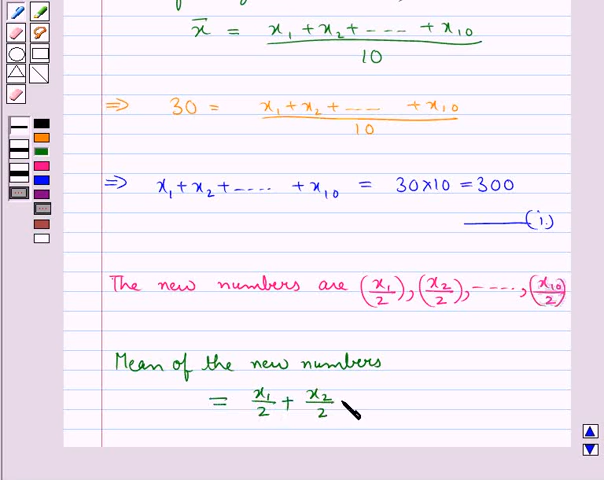 x̄ = (x₁ + x₂ + ---- + x₁₀)/10
⇒ 30 = (x₁ + x₂ + ---- + x₁₀)/10
⇒ x₁ + x₂ + ----- + x₁₀ = 30 × 10 = 300
——— (i)
The new numbers are (x₁/2), (x₂/2), -----, (x₁₀/2)
Mean of the new numbers
= x₁/2 + x₂/2